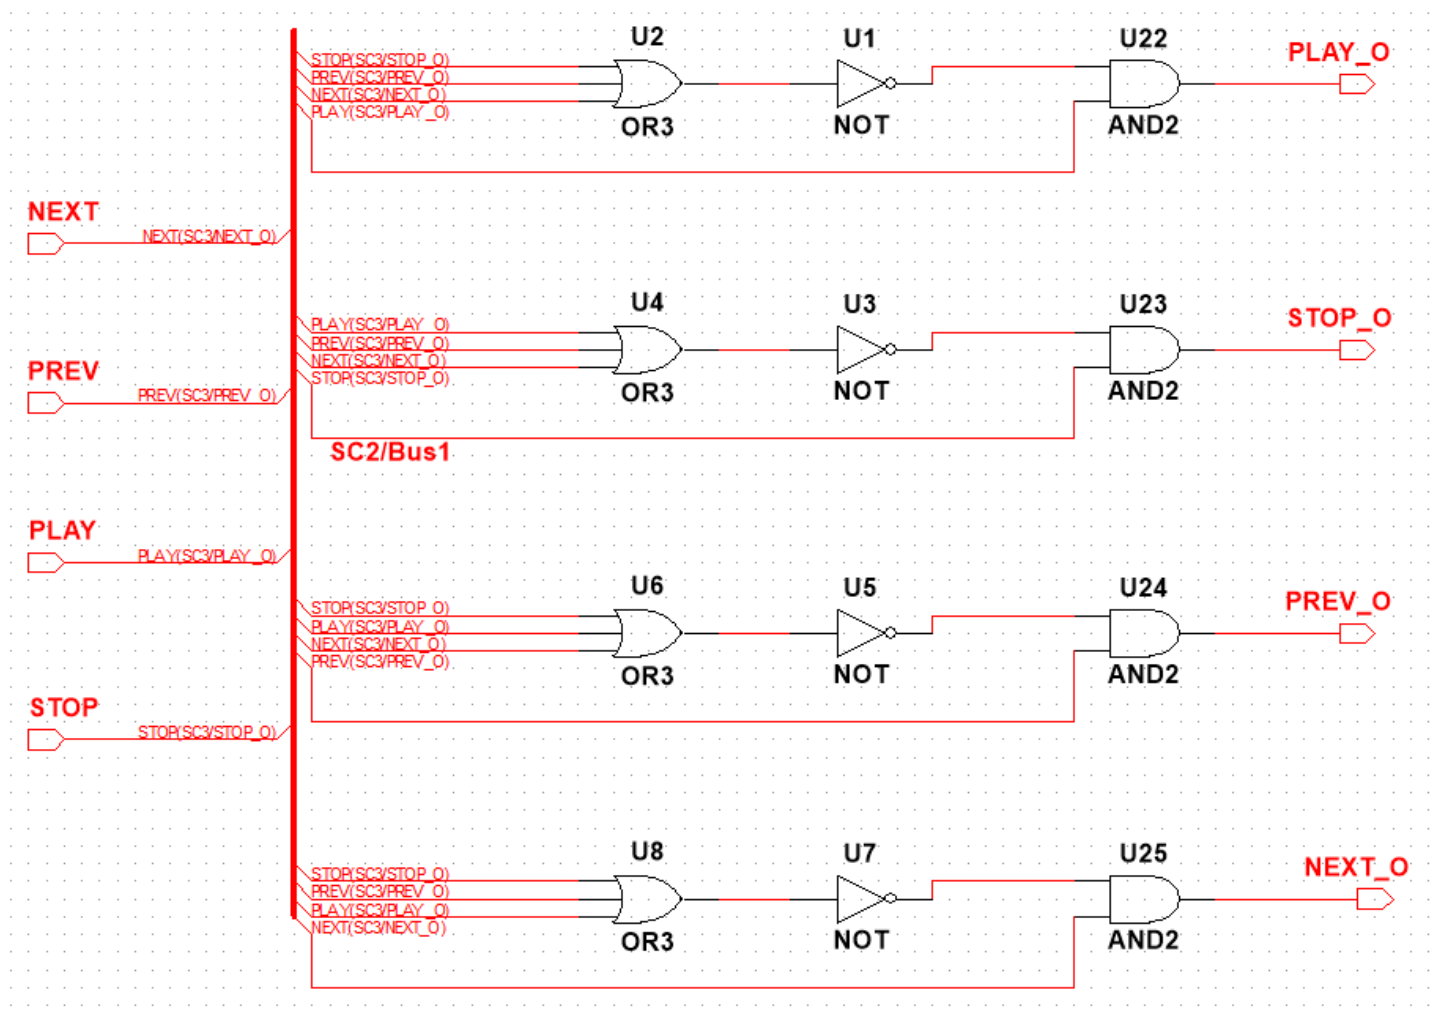 U2
U1
U22
PLAY_O
STOP(SC3/STOP_O)
PREV(SC3/PREV_O)
NEXT(SC3/NEXT_O)
PLAY(SC3/PLAY_O)
OR3
NOT
AND2
NEXT
NEXT(SC3/NEXT_O)
U4
U3
U23
STOP_O
PLAY(SC3/PLAY_O)
PREV(SC3/PREV_O)
NEXT(SC3/NEXT_O)
STOP(SC3/STOP_O)
OR3
NOT
AND2
PREV
PREV(SC3/PREV_O)
SC2/Bus1
PLAY
PLAY(SC3/PLAY_O)
U6
U5
U24
PREV_O
STOP(SC3/STOP_O)
PLAY(SC3/PLAY_O)
NEXT(SC3/NEXT_O)
PREV(SC3/PREV_O)
OR3
NOT
AND2
STOP
STOP(SC3/STOP_O)
U8
U7
U25
NEXT_O
STOP(SC3/STOP_O)
PREV(SC3/PREV_O)
PLAY(SC3/PLAY_O)
NEXT(SC3/NEXT_O)
OR3
NOT
AND2